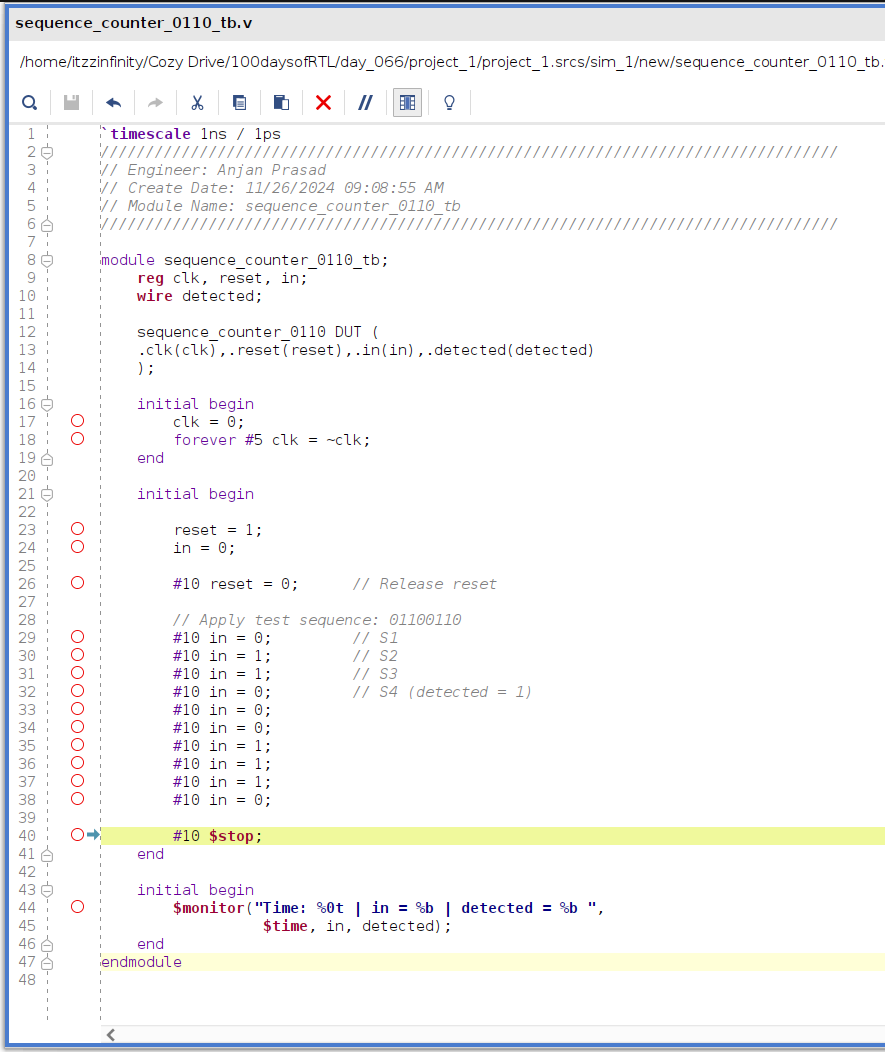 sequence_counter_0110_tb.v
/home/itzzinfinity/Cozy Drive/100daysofRTL/day_066/project_1/project_1.srcs/sim_1/new/sequence_counter_0110_tb.
1 `timescale 1ns / 1ps
2 //////////////////////////////////////////////////////////////////////////////////
3 // Engineer: Anjan Prasad
4 // Create Date: 11/26/2024 09:08:55 AM
5 // Module Name: sequence_counter_0110_tb
6 //////////////////////////////////////////////////////////////////////////////////
7
8 module sequence_counter_0110_tb;
9     reg clk, reset, in;
10     wire detected;
11
12     sequence_counter_0110 DUT (
13     .clk(clk),.reset(reset),.in(in),.detected(detected)
14     );
15
16     initial begin
17         clk = 0;
18         forever #5 clk = ~clk;
19     end
20
21     initial begin
22
23         reset = 1;
24         in = 0;
25
26         #10 reset = 0;      // Release reset
27
28         // Apply test sequence: 01100110
29         #10 in = 0;         // S1
30         #10 in = 1;         // S2
31         #10 in = 1;         // S3
32         #10 in = 0;         // S4 (detected = 1)
33         #10 in = 0;
34         #10 in = 0;
35         #10 in = 1;
36         #10 in = 1;
37         #10 in = 1;
38         #10 in = 0;
39
40         #10 $stop;
41     end
42
43     initial begin
44         $monitor("Time: %0t | in = %b | detected = %b ",
45                   $time, in, detected);
46     end
47 endmodule
48